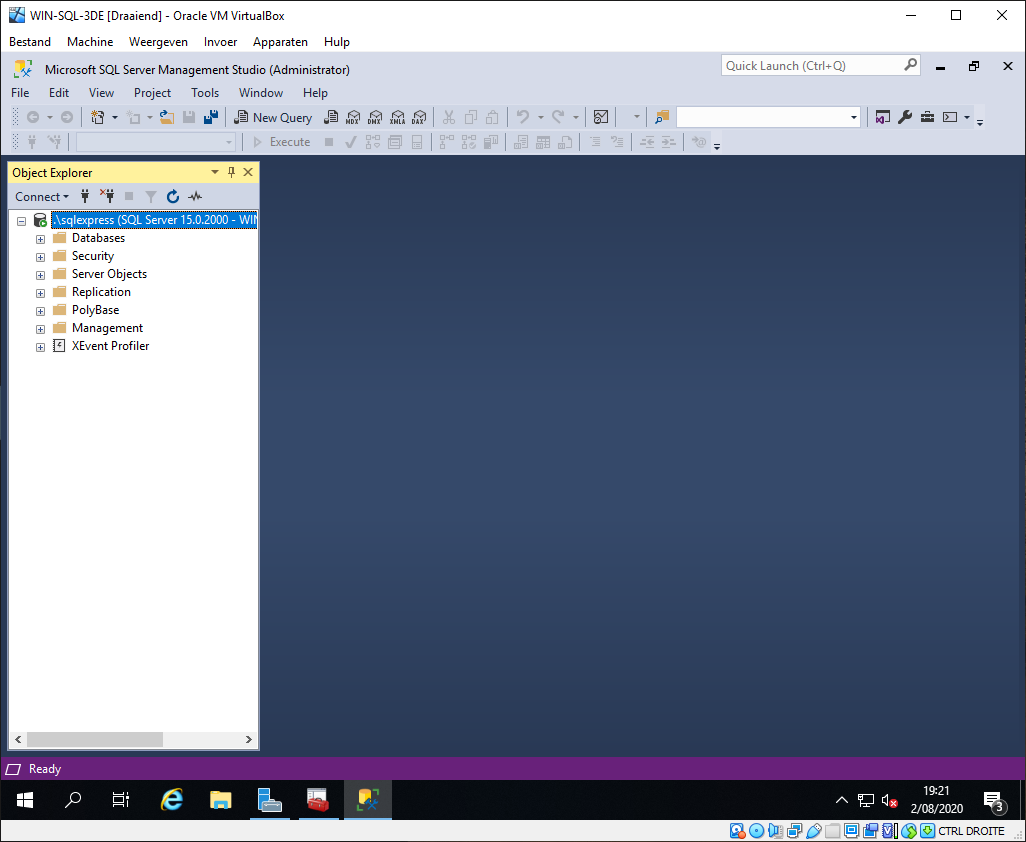 WIN-SQL-3DE [Draaiend] - Oracle VM VirtualBox
Bestand Machine Weergeven Invoer Apparaten Hulp
Microsoft SQL Server Management Studio (Administrator)
Quick Launch (Ctrl+Q)
File Edit View Project Tools Window Help
New Query MDX DMX XMLA DAX
Execute
Object Explorer
Connect
.\sqlexpress (SQL Server 15.0.2000 - WIN
Databases
Security
Server Objects
Replication
PolyBase
Management
XEvent Profiler
Ready
19:21
2/08/2020
3
CTRL DROITE